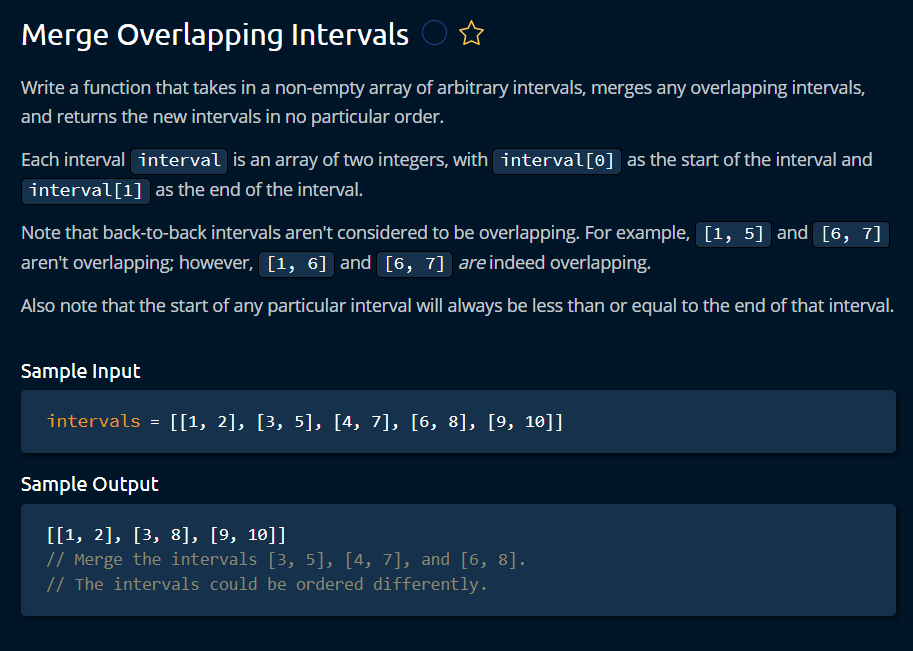 Merge Overlapping Intervals
Write a function that takes in a non-empty array of arbitrary intervals, merges any overlapping intervals,
and returns the new intervals in no particular order.
Each interval interval is an array of two integers, with interval[0] as the start of the interval and
interval[1] as the end of the interval.
Note that back-to-back intervals aren't considered to be overlapping. For example, [1, 5] and [6, 7]
aren't overlapping; however, [1, 6] and [6, 7] are indeed overlapping.
Also note that the start of any particular interval will always be less than or equal to the end of that interval.
Sample Input
intervals = [[1, 2], [3, 5], [4, 7], [6, 8], [9, 10]]
Sample Output
[[1, 2], [3, 8], [9, 10]]
// Merge the intervals [3, 5], [4, 7], and [6, 8].
// The intervals could be ordered differently.